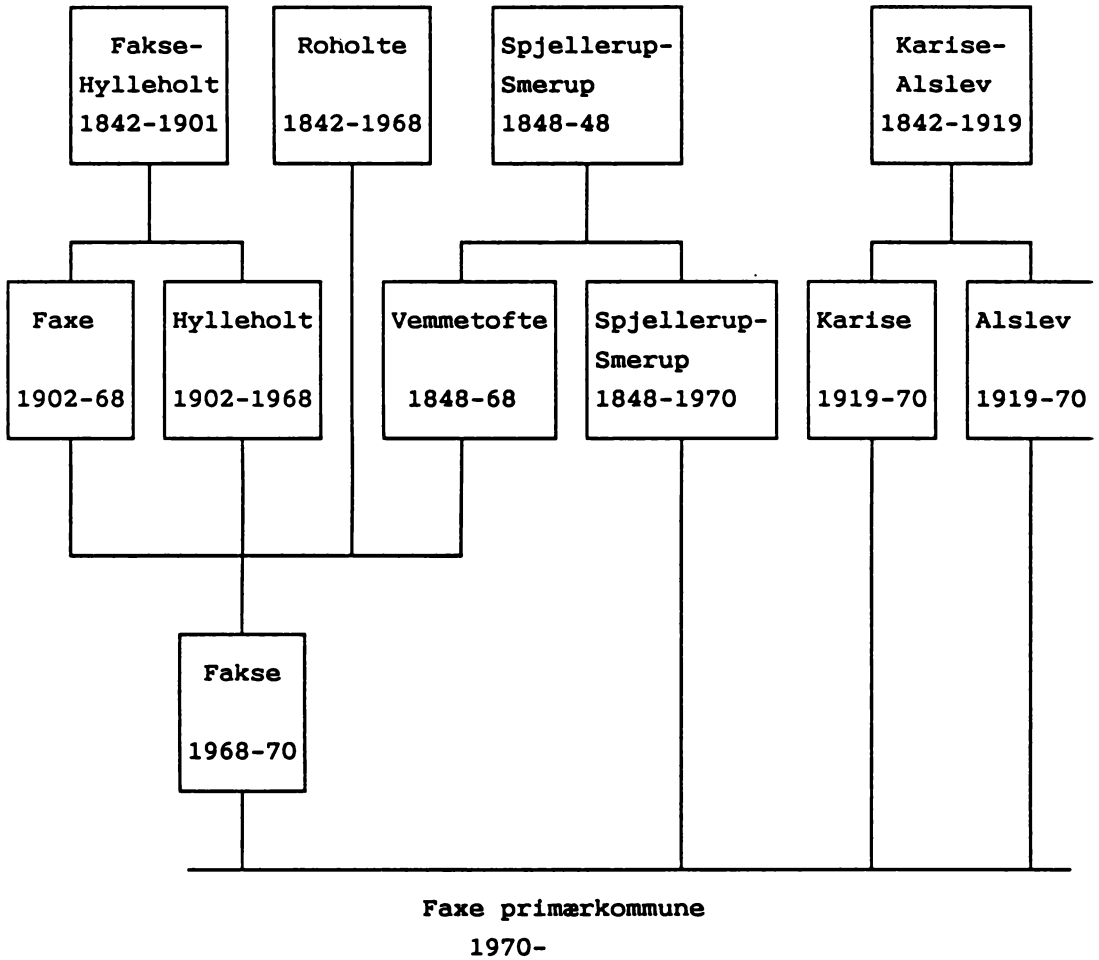 Fakse-
Hylleholt
1842-1901
Roholte
1842-1968
Spjellerup-
Smerup
1848-48
Karise-
Alslev
1842-1919
Faxe
1902-68
Hylleholt
1902-1968
Vemmetofte
1848-68
Spjellerup-
Smerup
1848-1970
Karise
1919-70
Alslev
1919-70
Fakse
1968-70
Faxe primærkommune
1970-